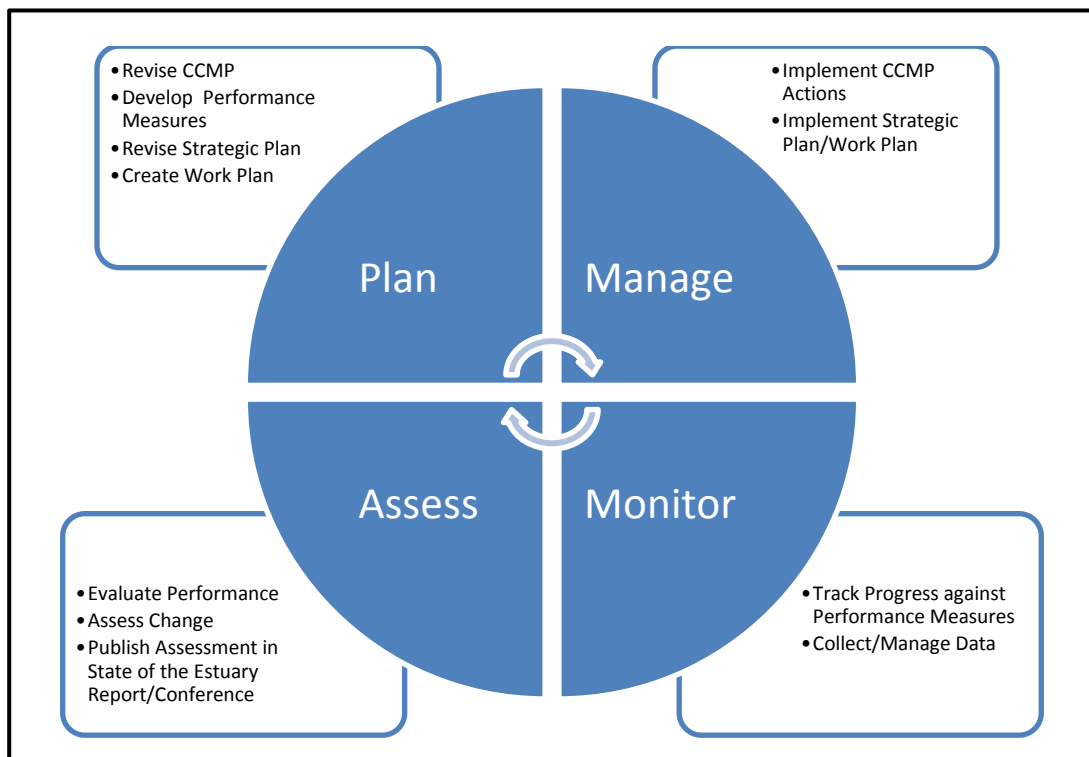 •Revise CCMP
•Develop Performance
Measures
•Revise Strategic Plan
•Create Work Plan
•Implement CCMP
Actions
•Implement Strategic
Plan/Work Plan
Plan
Manage
Assess
Monitor
•Evaluate Performance
•Assess Change
•Publish Assessment in
State of the Estuary
Report/Conference
•Track Progress against
Performance Measures
•Collect/Manage Data